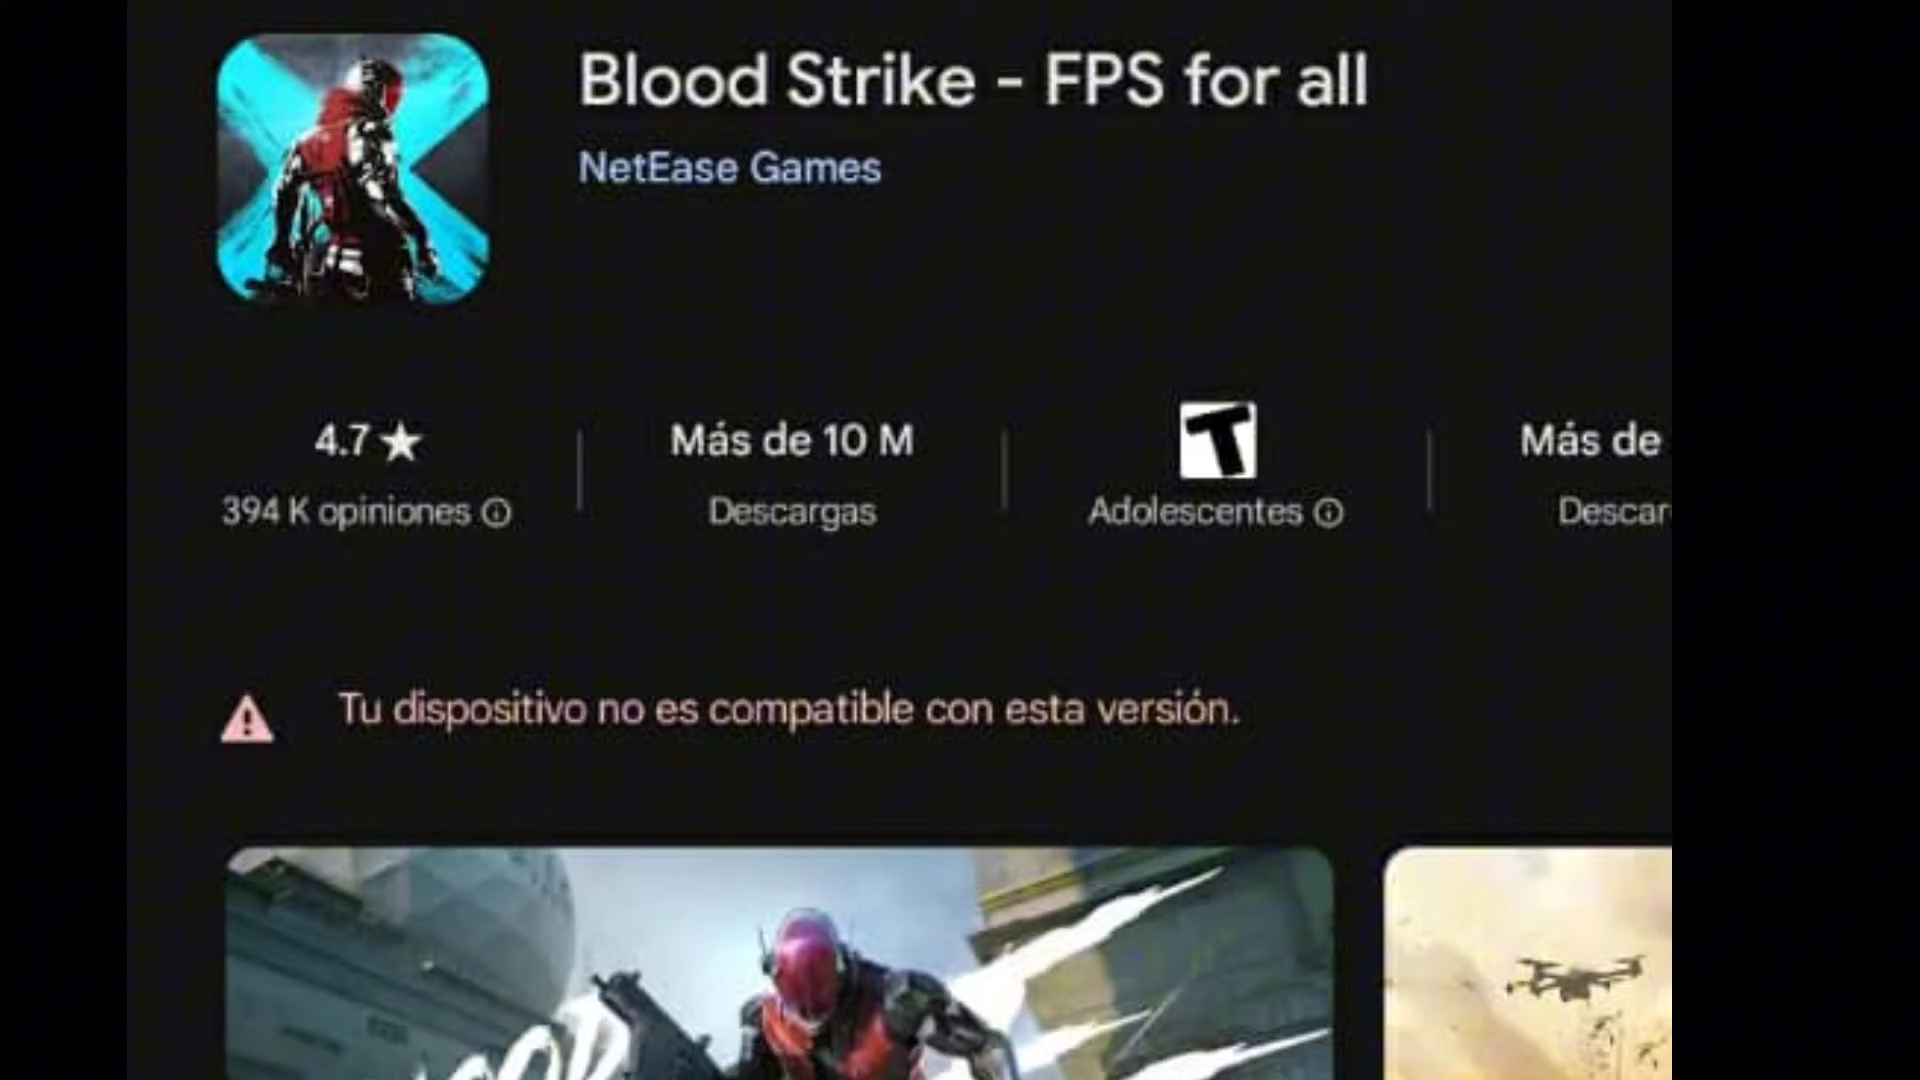 Blood Strike - FPS for all
NetEase Games
4.7★
Más de 10 M
T
Más de
394 K opiniones
Descargas
Adolescentes
Descar
Tu dispositivo no es compatible con esta versión.